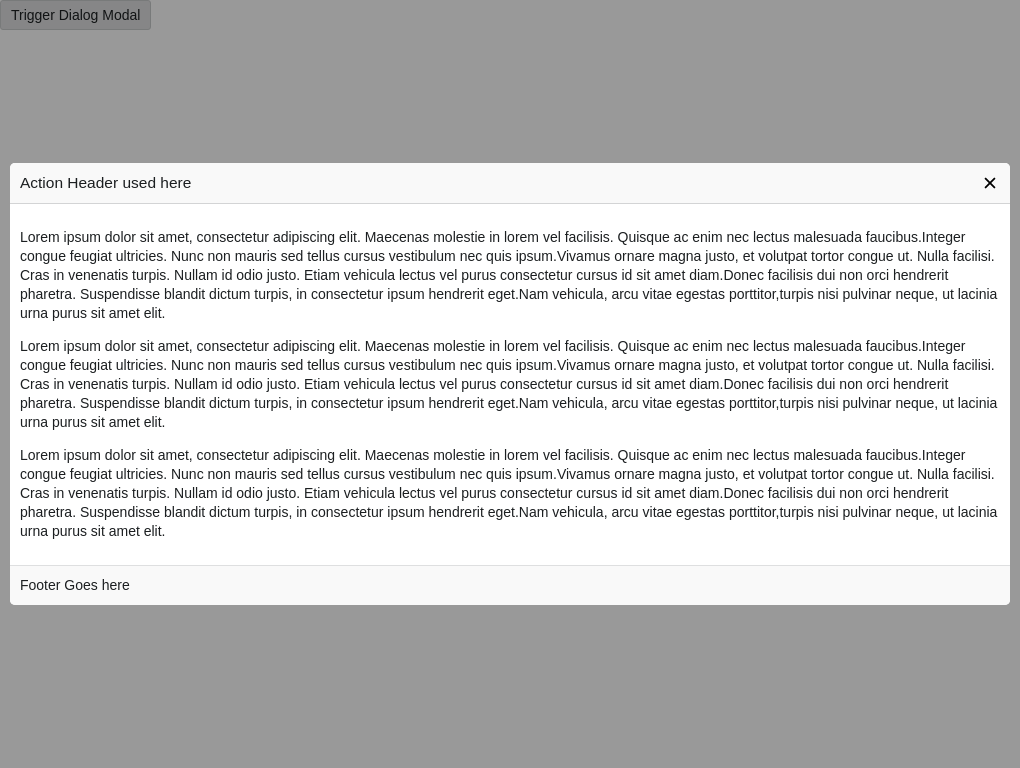 Trigger Dialog Modal
Action Header used here
Lorem ipsum dolor sit amet, consectetur adipiscing elit. Maecenas molestie in lorem vel facilisis. Quisque ac enim nec lectus malesuada faucibus.Integer
congue feugiat ultricies. Nunc non mauris sed tellus cursus vestibulum nec quis ipsum.Vivamus ornare magna justo, et volutpat tortor congue ut. Nulla facilisi.
Cras in venenatis turpis. Nullam id odio justo. Etiam vehicula lectus vel purus consectetur cursus id sit amet diam.Donec facilisis dui non orci hendrerit
pharetra. Suspendisse blandit dictum turpis, in consectetur ipsum hendrerit eget.Nam vehicula, arcu vitae egestas porttitor,turpis nisi pulvinar neque, ut lacinia
urna purus sit amet elit.
Lorem ipsum dolor sit amet, consectetur adipiscing elit. Maecenas molestie in lorem vel facilisis. Quisque ac enim nec lectus malesuada faucibus.Integer
congue feugiat ultricies. Nunc non mauris sed tellus cursus vestibulum nec quis ipsum.Vivamus ornare magna justo, et volutpat tortor congue ut. Nulla facilisi.
Cras in venenatis turpis. Nullam id odio justo. Etiam vehicula lectus vel purus consectetur cursus id sit amet diam.Donec facilisis dui non orci hendrerit
pharetra. Suspendisse blandit dictum turpis, in consectetur ipsum hendrerit eget.Nam vehicula, arcu vitae egestas porttitor,turpis nisi pulvinar neque, ut lacinia
urna purus sit amet elit.
Lorem ipsum dolor sit amet, consectetur adipiscing elit. Maecenas molestie in lorem vel facilisis. Quisque ac enim nec lectus malesuada faucibus.Integer
congue feugiat ultricies. Nunc non mauris sed tellus cursus vestibulum nec quis ipsum.Vivamus ornare magna justo, et volutpat tortor congue ut. Nulla facilisi.
Cras in venenatis turpis. Nullam id odio justo. Etiam vehicula lectus vel purus consectetur cursus id sit amet diam.Donec facilisis dui non orci hendrerit
pharetra. Suspendisse blandit dictum turpis, in consectetur ipsum hendrerit eget.Nam vehicula, arcu vitae egestas porttitor,turpis nisi pulvinar neque, ut lacinia
urna purus sit amet elit.
Footer Goes here